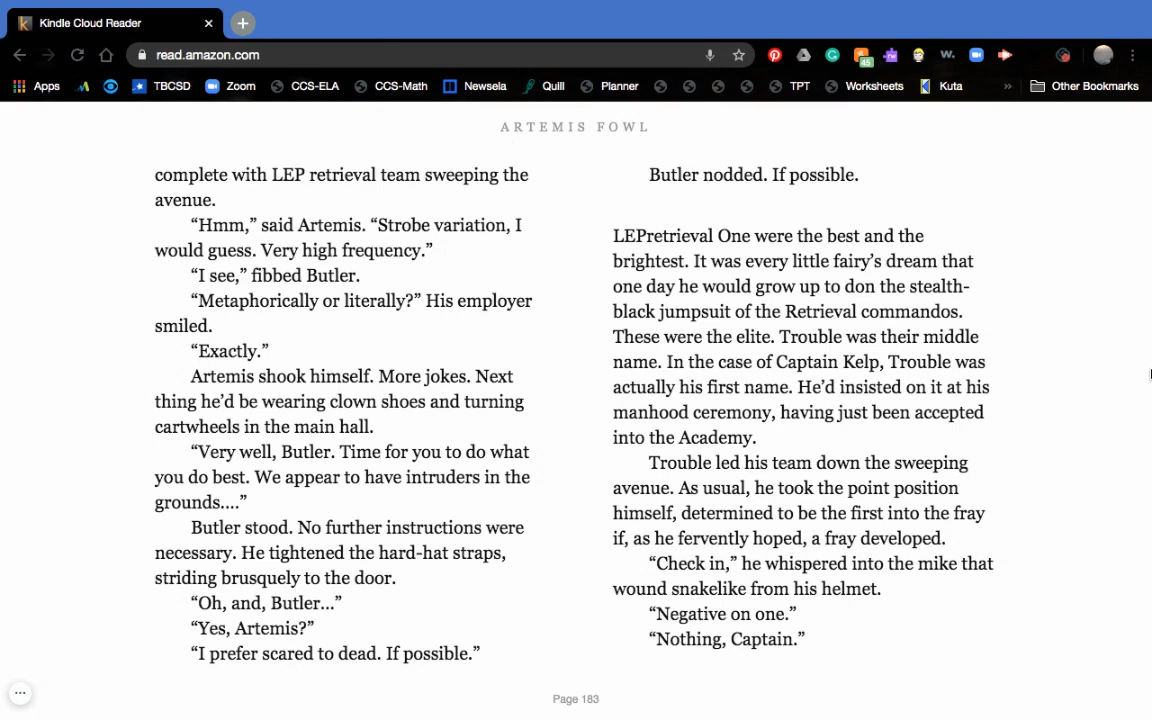 Kindle Cloud Reader
read.amazon.com
45
w.
Apps
TBCSD
Zoom
CCS-ELA
CCS-Math
Newsela
Quill
Planner
TPT
Worksheets
Kuta
»
Other Bookmarks
ARTEMIS FOWL
complete with LEP retrieval team sweeping the
avenue.
“Hmm,” said Artemis. “Strobe variation, I
would guess. Very high frequency.”
“I see,” fibbed Butler.
“Metaphorically or literally?” His employer
smiled.
“Exactly.”
Artemis shook himself. More jokes. Next
thing he’d be wearing clown shoes and turning
cartwheels in the main hall.
“Very well, Butler. Time for you to do what
you do best. We appear to have intruders in the
grounds....”
Butler stood. No further instructions were
necessary. He tightened the hard-hat straps,
striding brusquely to the door.
“Oh, and, Butler...”
“Yes, Artemis?”
“I prefer scared to dead. If possible.”
Butler nodded. If possible.
LEPretrieval One were the best and the
brightest. It was every little fairy’s dream that
one day he would grow up to don the stealth-
black jumpsuit of the Retrieval commandos.
These were the elite. Trouble was their middle
name. In the case of Captain Kelp, Trouble was
actually his first name. He’d insisted on it at his
manhood ceremony, having just been accepted
into the Academy.
Trouble led his team down the sweeping
avenue. As usual, he took the point position
himself, determined to be the first into the fray
if, as he fervently hoped, a fray developed.
“Check in,” he whispered into the mike that
wound snakelike from his helmet.
“Negative on one.”
“Nothing, Captain.”
Page 183